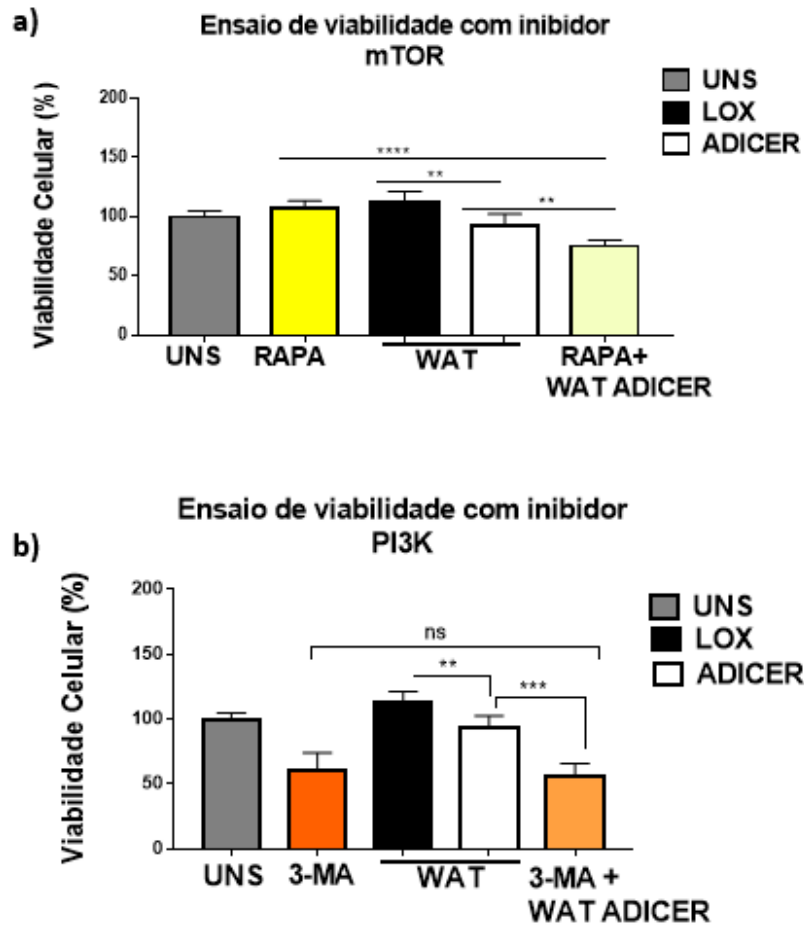 a)
Ensaio de viabilidade com inibidor
mTOR
Viabilidade Celular (%)
200
150
100
50
0
UNS
LOX
ADICER
****
**
**
UNS
RAPA
WAT
RAPA+
WAT ADICER
b)
Ensaio de viabilidade com inibidor
PI3K
Viabilidade Celular (%)
200
150
100
50
0
UNS
LOX
ADICER
ns
**
***
UNS
3-MA
WAT
3-MA +
WAT ADICER